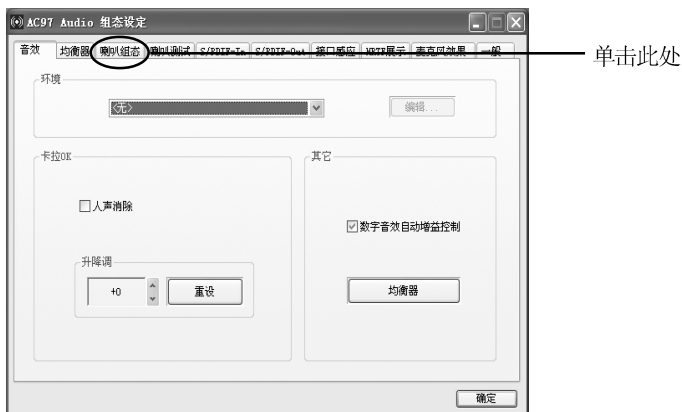 AC97 Audio 组态设定
音效 均衡器 喇叭组态 喇叭测试 S/PDIF-In S/PDIF-Out 接口感应 HRTF展示 麦克风效果 一般
单击此处
环境
<无>
编辑...
卡拉OK
人声消除
升降调
+0
重设
其它
数字音效自动增益控制
均衡器
确定